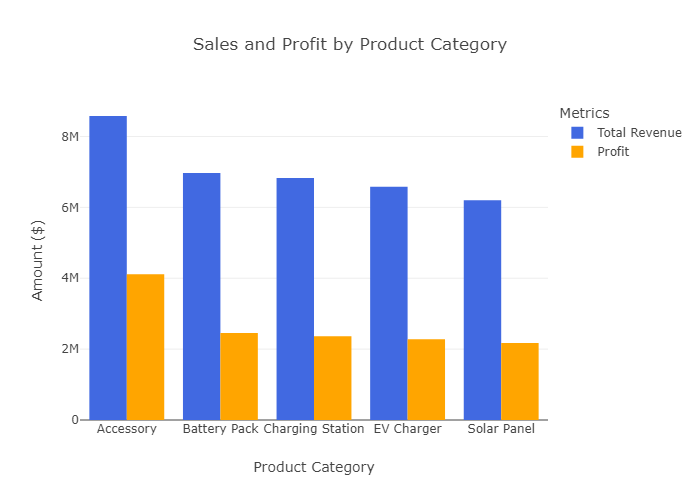 Sales and Profit by Product Category
Metrics
Total Revenue
Profit
Amount ($)
8M
6M
4M
2M
0
Accessory
Battery Pack
Charging Station
EV Charger
Solar Panel
Product Category